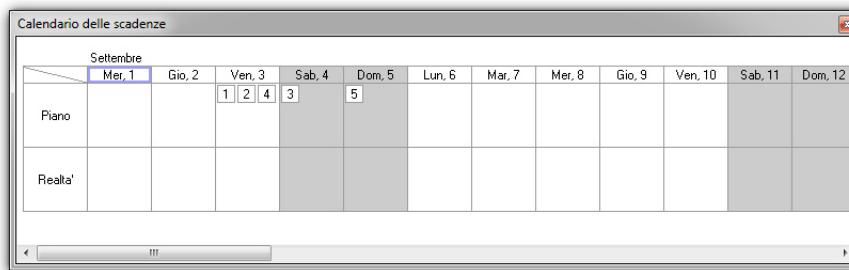 Calendario delle scadenze
Settembre
Mer, 1 Gio, 2 Ven, 3 Sab, 4 Dom, 5 Lun, 6 Mar, 7 Mer, 8 Gio, 9 Ven, 10 Sab, 11 Dom, 12
1 2 4 3 5
Piano
Realta'